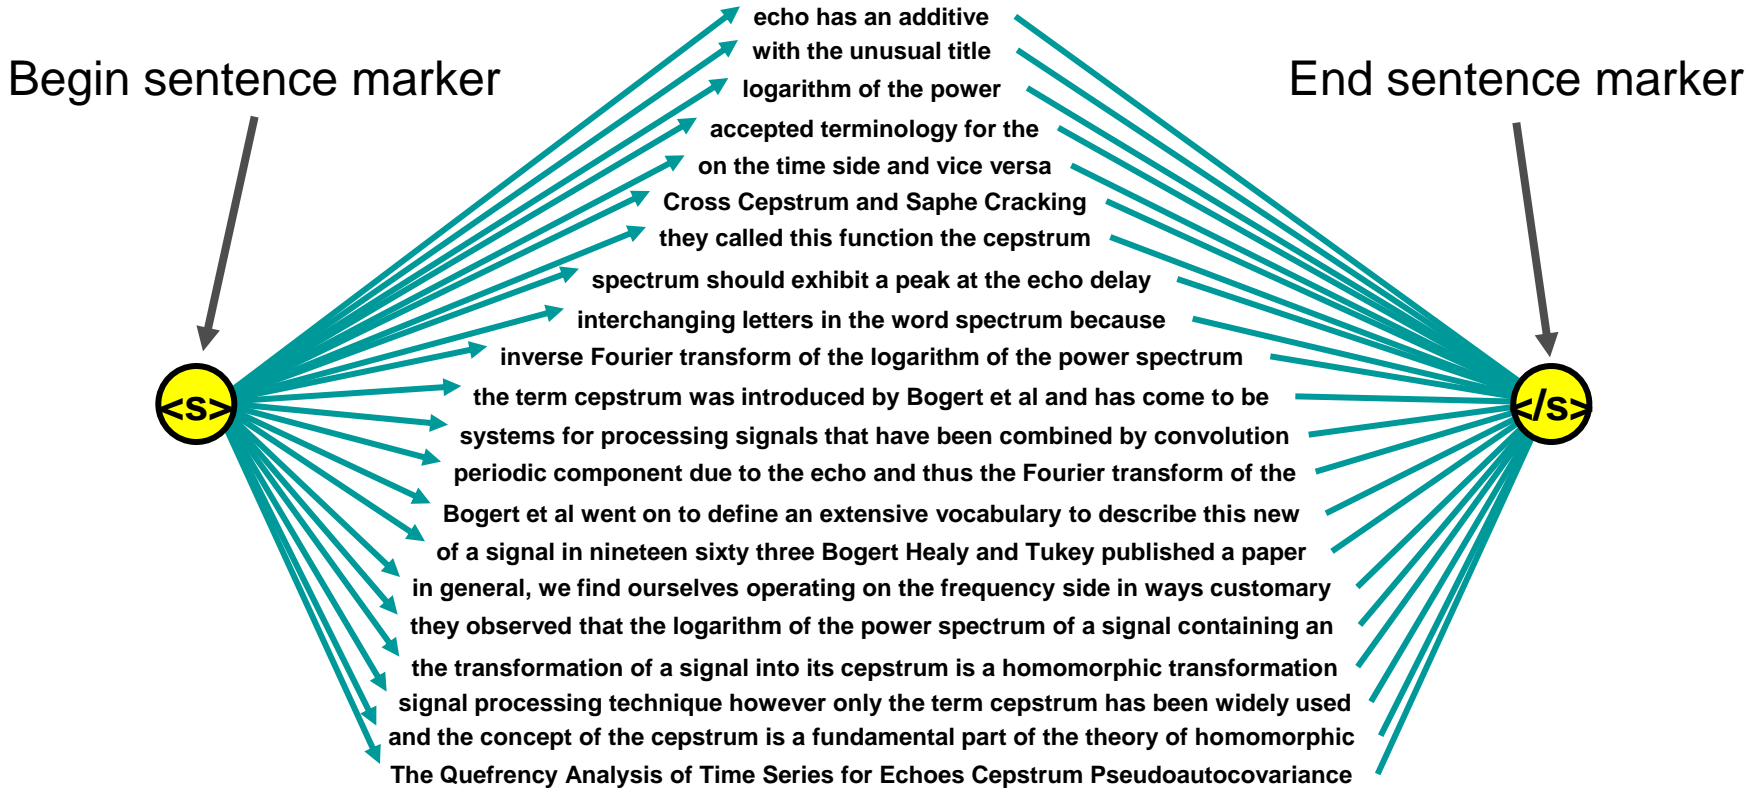 echo has an additive
with the unusual title
Begin sentence marker
End sentence marker
logarithm of the power
accepted terminology for the
on the time side and vice versa
Cross Cepstrum and Saphe Cracking
they called this function the cepstrum
spectrum should exhibit a peak at the echo delay
interchanging letters in the word spectrum because
inverse Fourier transform of the logarithm of the power spectrum
the term cepstrum was introduced by Bogert et al and has come to be
<s>
</s>
systems for processing signals that have been combined by convolution
periodic component due to the echo and thus the Fourier transform of the
Bogert et al went on to define an extensive vocabulary to describe this new
of a signal in nineteen sixty three Bogert Healy and Tukey published a paper
in general, we find ourselves operating on the frequency side in ways customary
they observed that the logarithm of the power spectrum of a signal containing an
the transformation of a signal into its cepstrum is a homomorphic transformation
signal processing technique however only the term cepstrum has been widely used
and the concept of the cepstrum is a fundamental part of the theory of homomorphic
The Quefrency Analysis of Time Series for Echoes Cepstrum Pseudoautocovariance